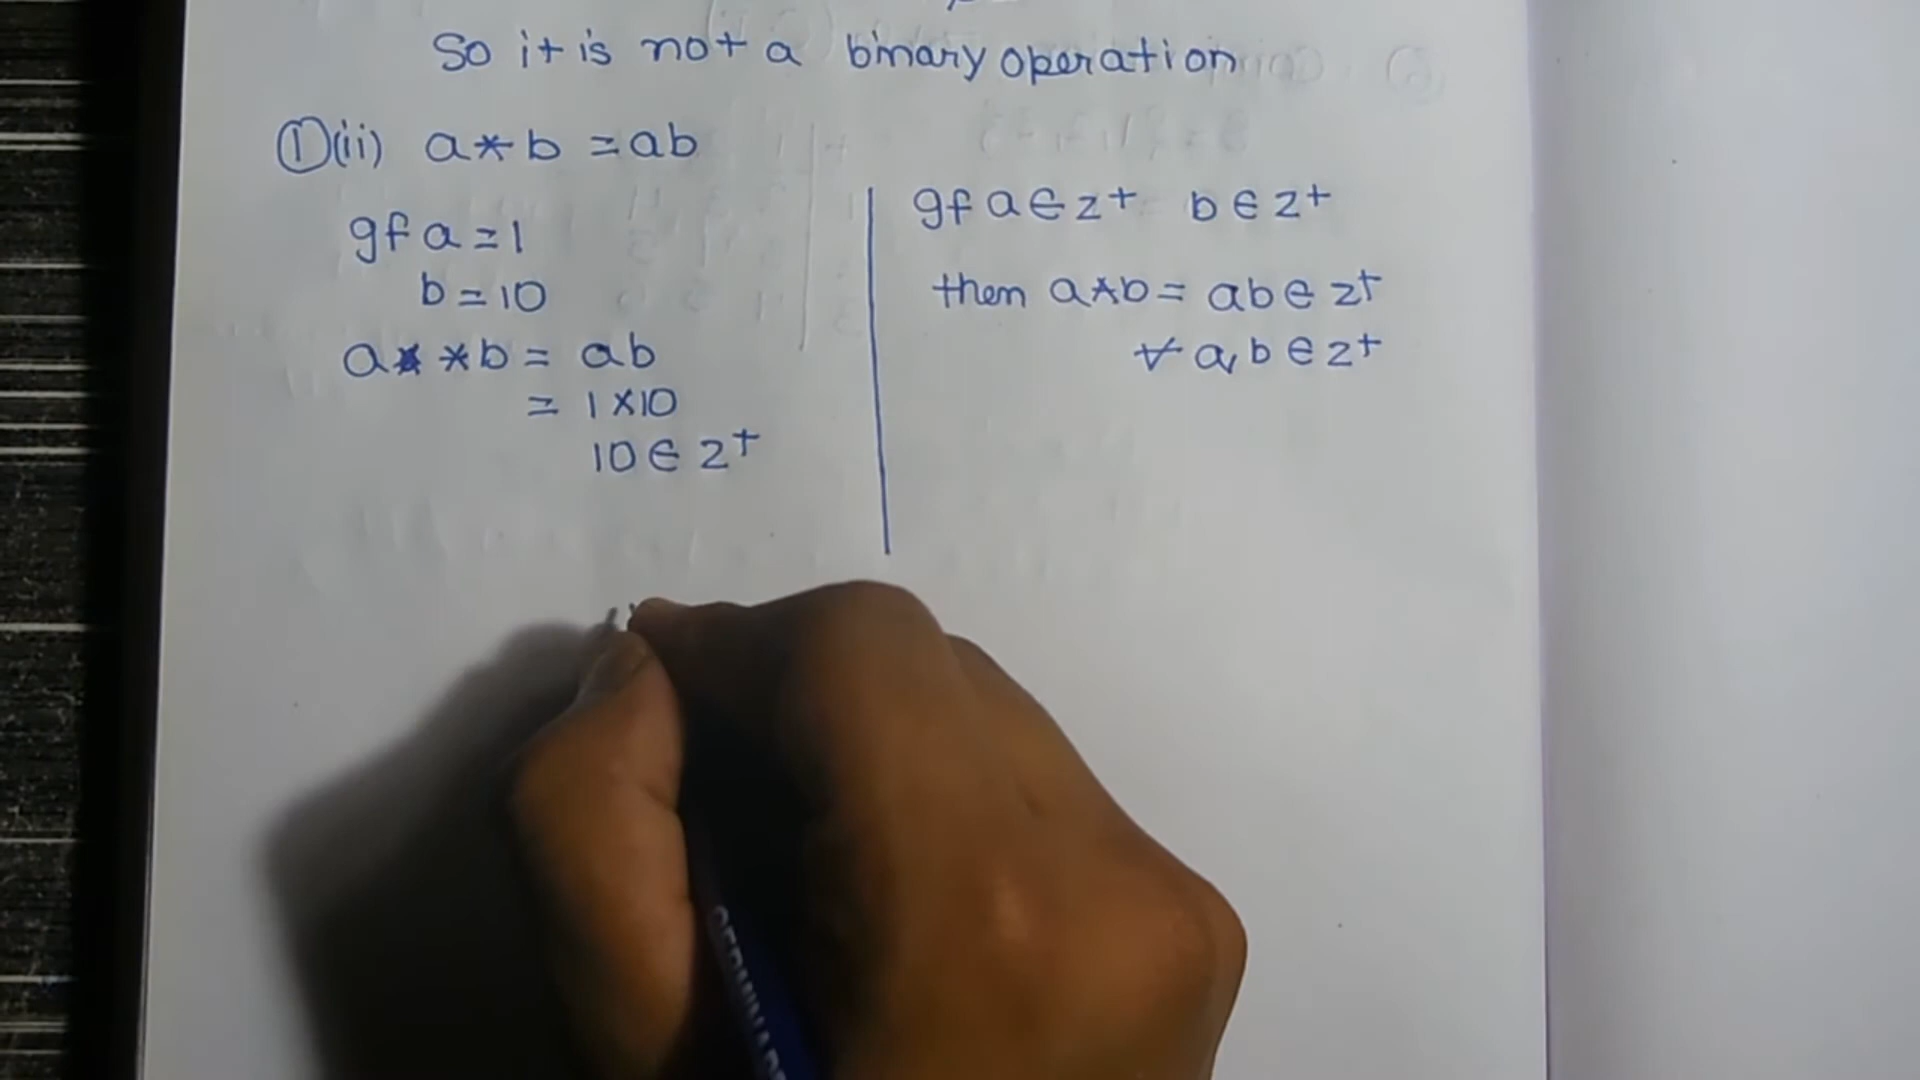 So it is not a binary operation
①(ii) a*b = ab
If a = 1
b = 10
a**b = ab
= 1×10
10 ∈ z+
If a ∈ z+ b ∈ z+
then a*b = ab ∈ z+
∀ a, b ∈ z+